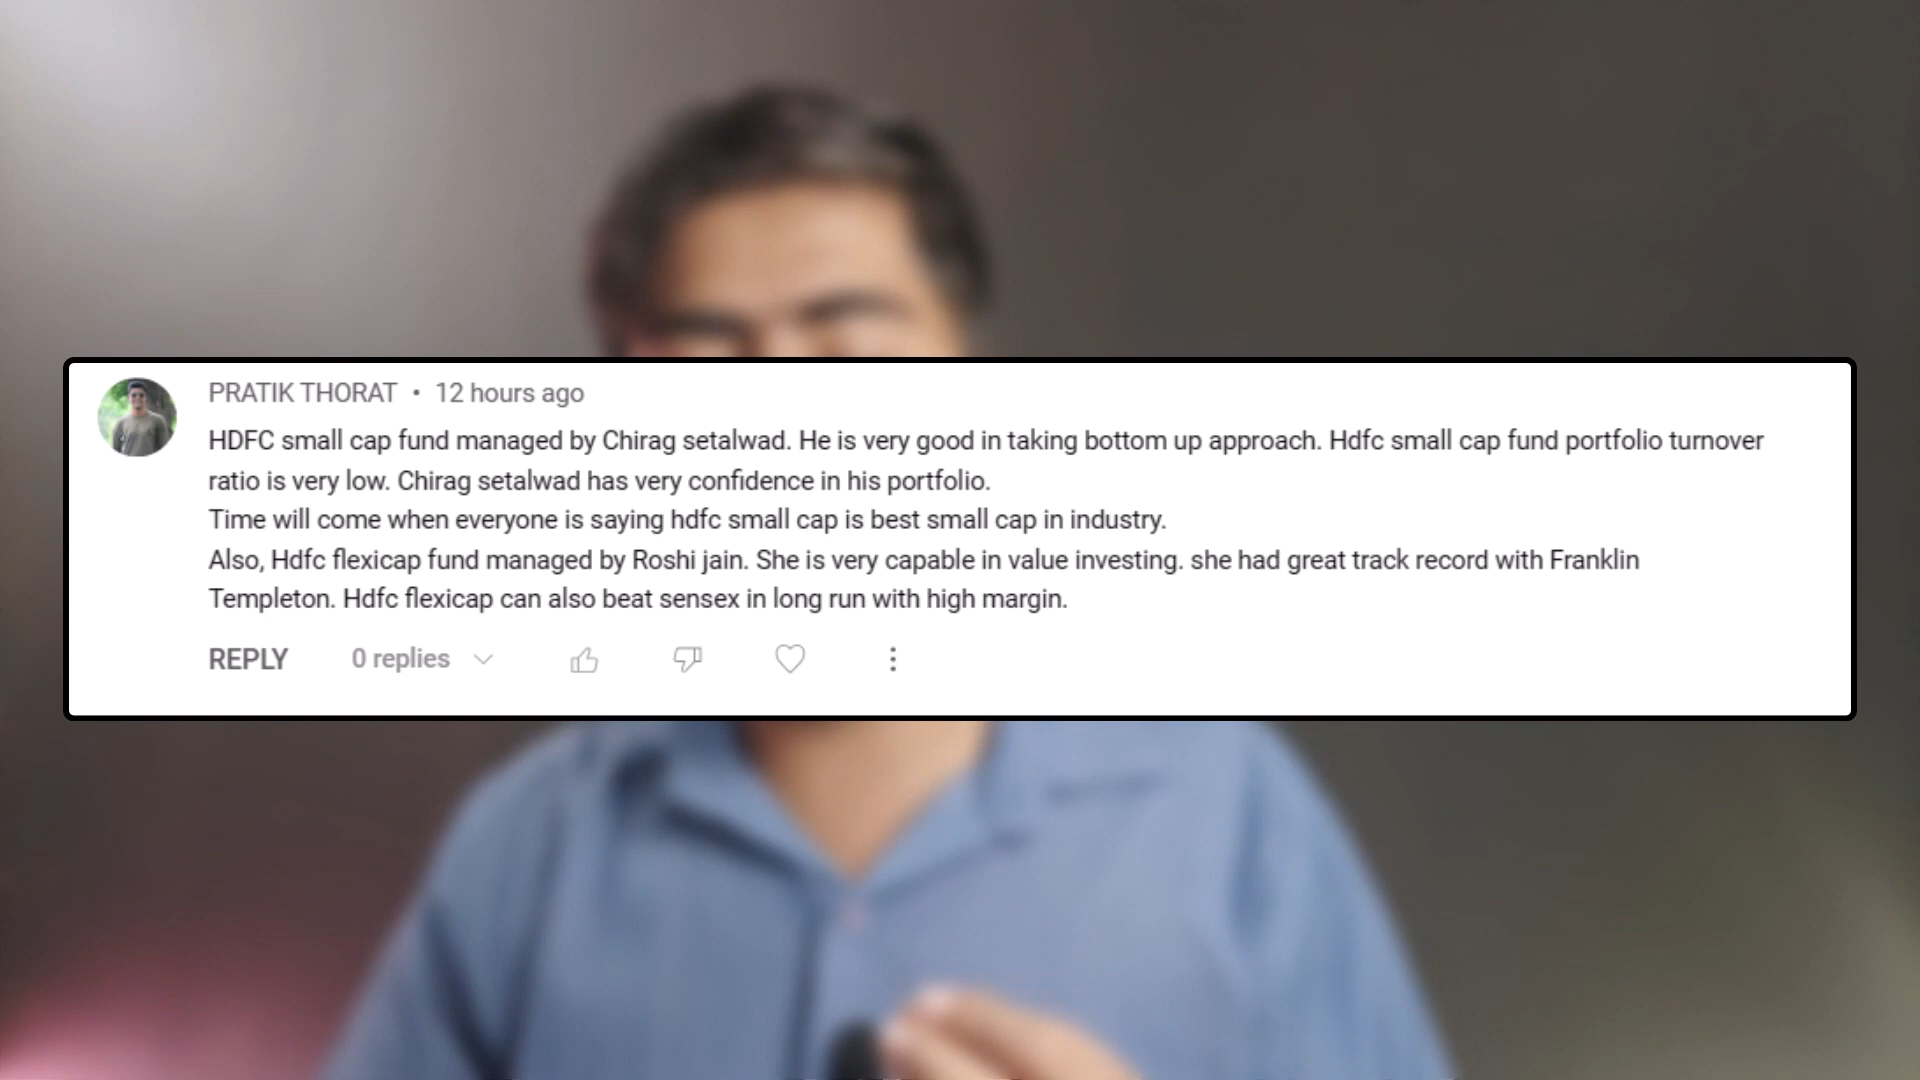 PRATIK THORAT • 12 hours ago
HDFC small cap fund managed by Chirag setalwad. He is very good in taking bottom up approach. Hdfc small cap fund portfolio turnover
ratio is very low. Chirag setalwad has very confidence in his portfolio.
Time will come when everyone is saying hdfc small cap is best small cap in industry.
Also, Hdfc flexicap fund managed by Roshi jain. She is very capable in value investing. she had great track record with Franklin
Templeton. Hdfc flexicap can also beat sensex in long run with high margin.
REPLY 0 replies